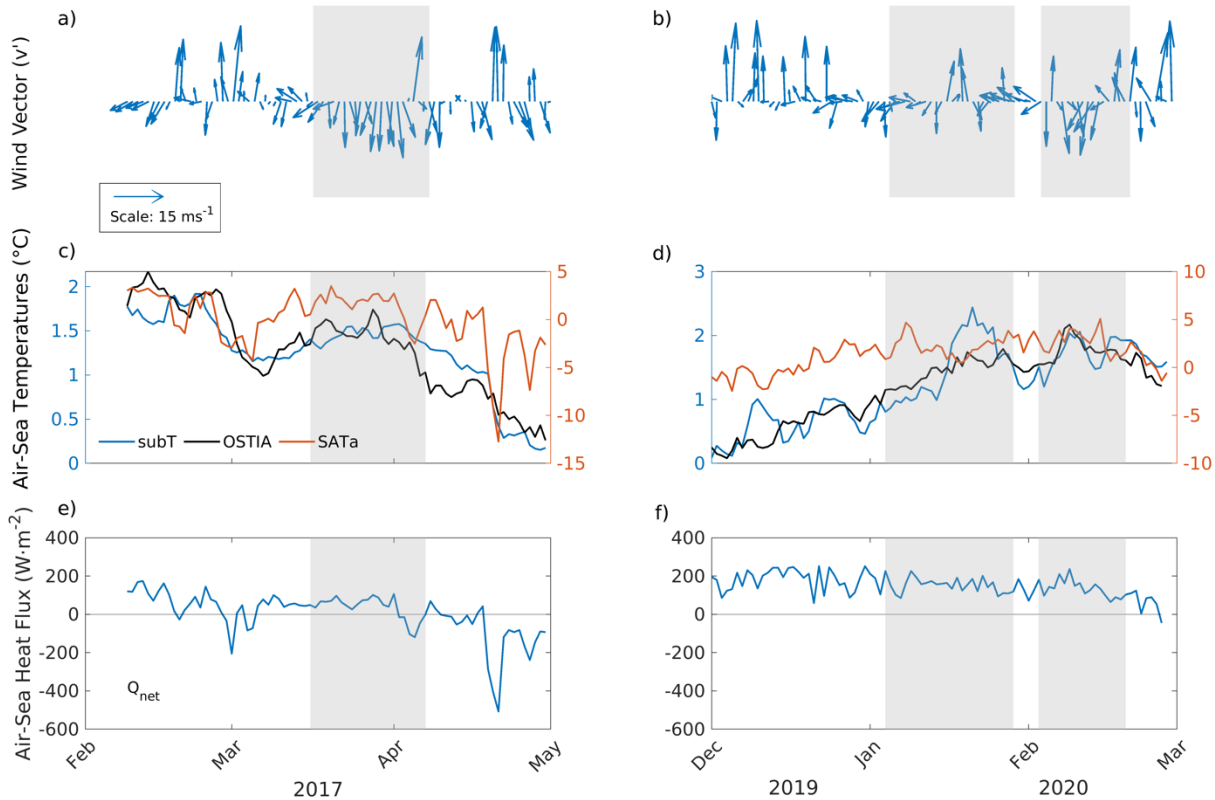 a)
b)
Wind Vector (v')
Scale: 15 ms⁻¹
c)
d)
Air-Sea Temperatures (°C)
2
1.5
1
0.5
0
5
0
-5
-10
-15
subT
OSTIA
SATa
3
2
1
0
10
5
0
-5
-10
e)
f)
Air-Sea Heat Flux (W·m⁻²)
400
200
0
-200
-400
-600
Q_net
400
200
0
-200
-400
-600
Feb
Mar
Apr
May
2017
Dec
Jan
Feb
Mar
2019
2020